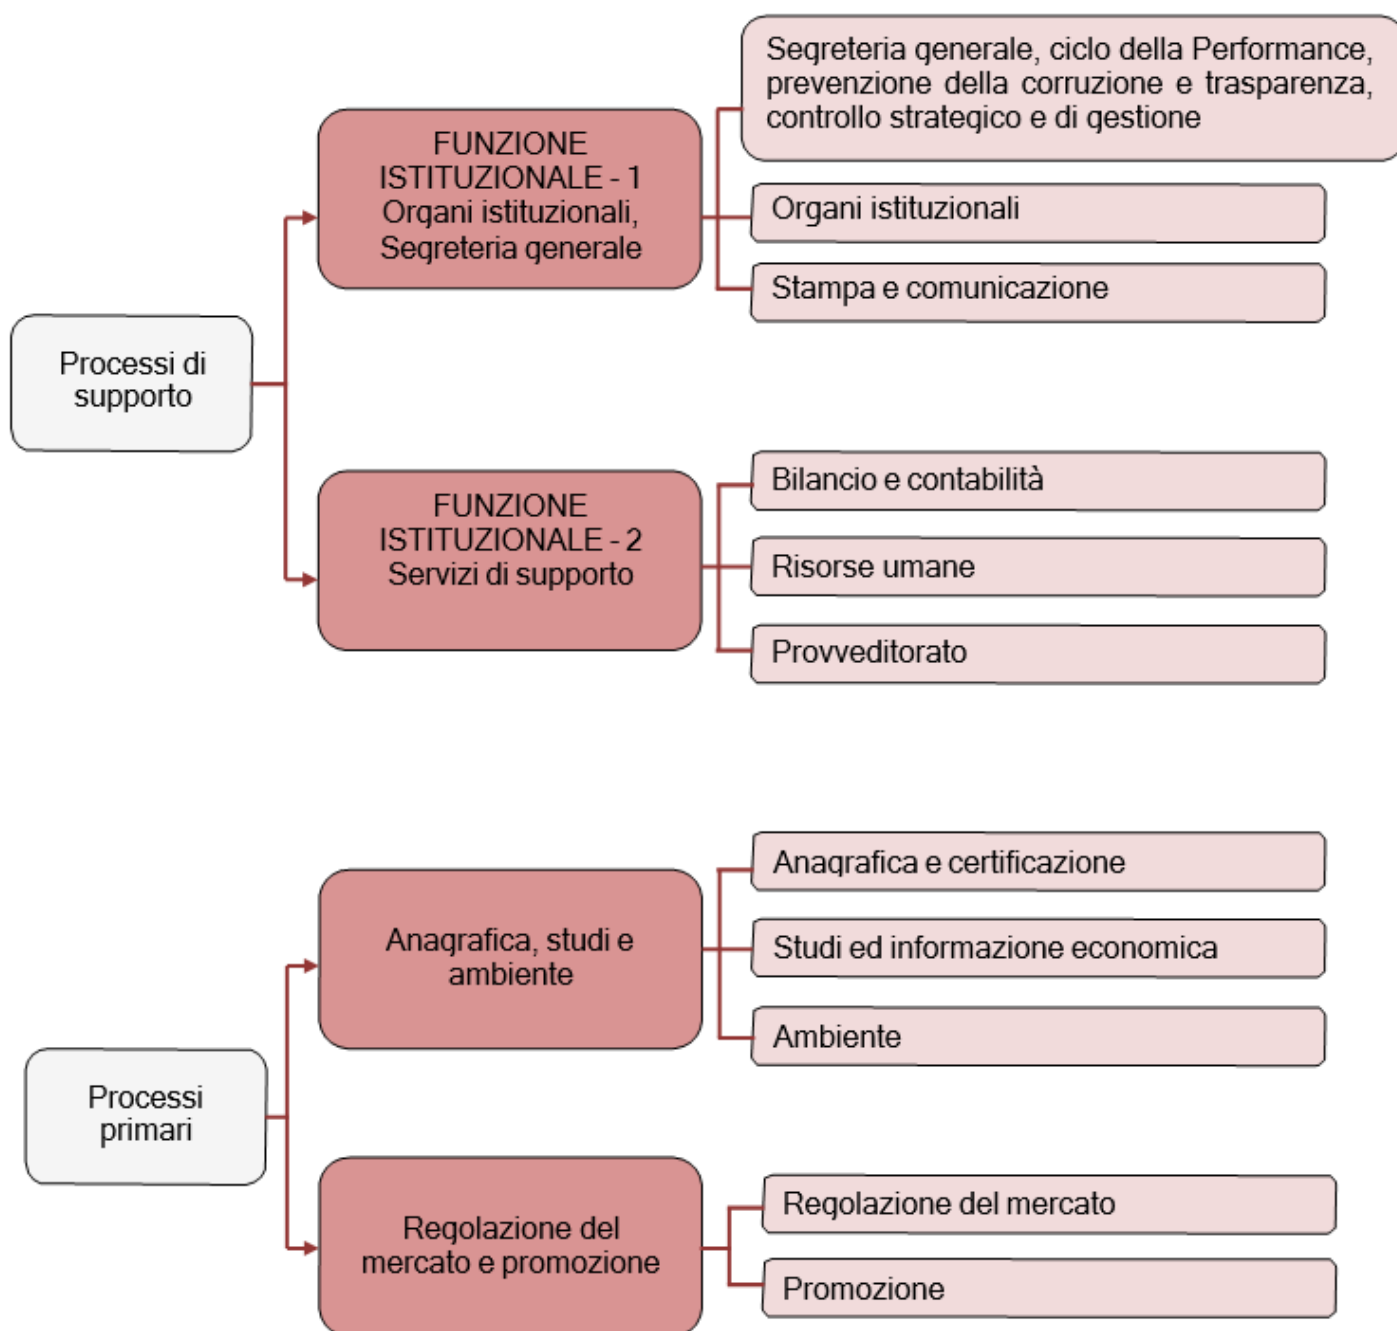 Segreteria generale, ciclo della Performance,
prevenzione della corruzione e trasparenza,
controllo strategico e di gestione
FUNZIONE
ISTITUZIONALE - 1
Organi istituzionali,
Segreteria generale
Organi istituzionali
Stampa e comunicazione
Processi di
supporto
FUNZIONE
ISTITUZIONALE - 2
Servizi di supporto
Bilancio e contabilità
Risorse umane
Provveditorato
Anagrafica, studi e
ambiente
Anagrafica e certificazione
Studi ed informazione economica
Ambiente
Processi
primari
Regolazione del
mercato e promozione
Regolazione del mercato
Promozione